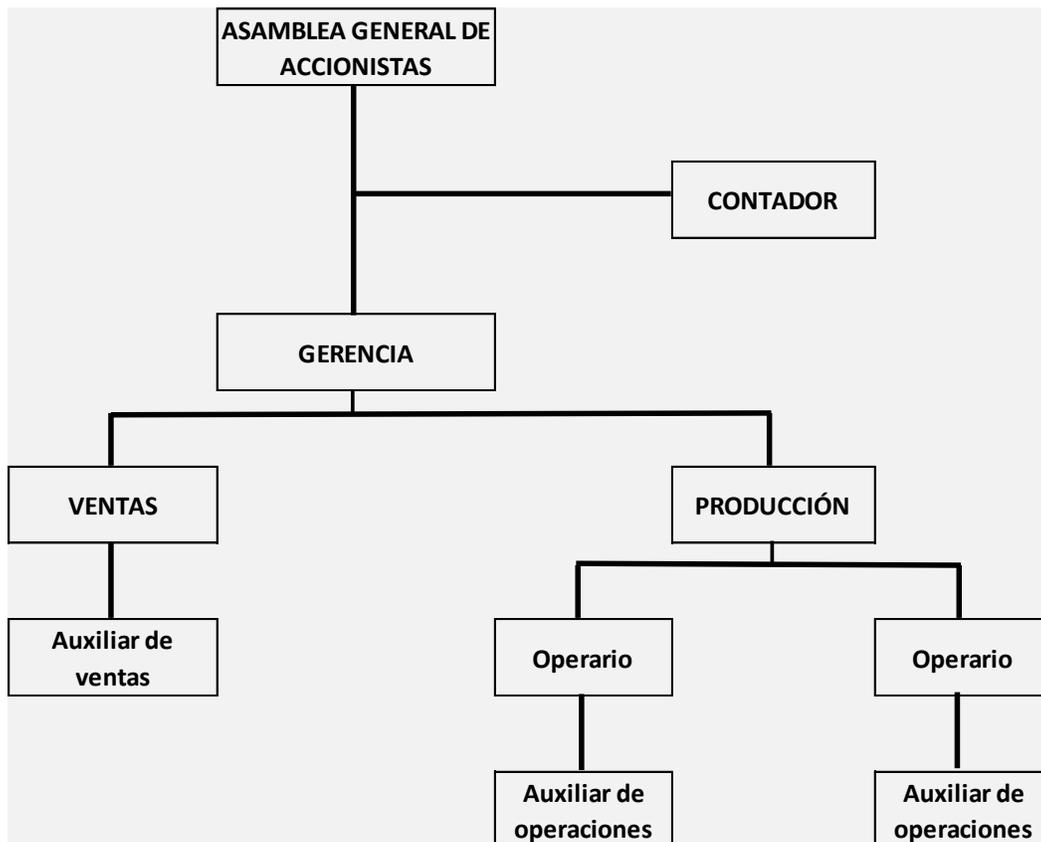 ASAMBLEA GENERAL DE
ACCIONISTAS
CONTADOR
GERENCIA
VENTAS
PRODUCCIÓN
Auxiliar de
ventas
Operario
Operario
Auxiliar de
operaciones
Auxiliar de
operaciones